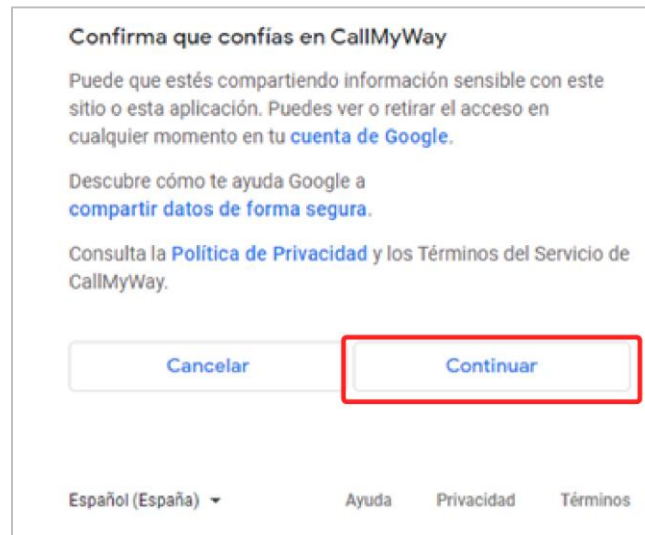 Confirma que confías en CallMyWay
Puede que estés compartiendo información sensible con este
sitio o esta aplicación. Puedes ver o retirar el acceso en
cualquier momento en tu cuenta de Google.
Descubre cómo te ayuda Google a
compartir datos de forma segura.
Consulta la Política de Privacidad y los Términos del Servicio de
CallMyWay.
Cancelar Continuar
Español (España) Ayuda Privacidad Términos